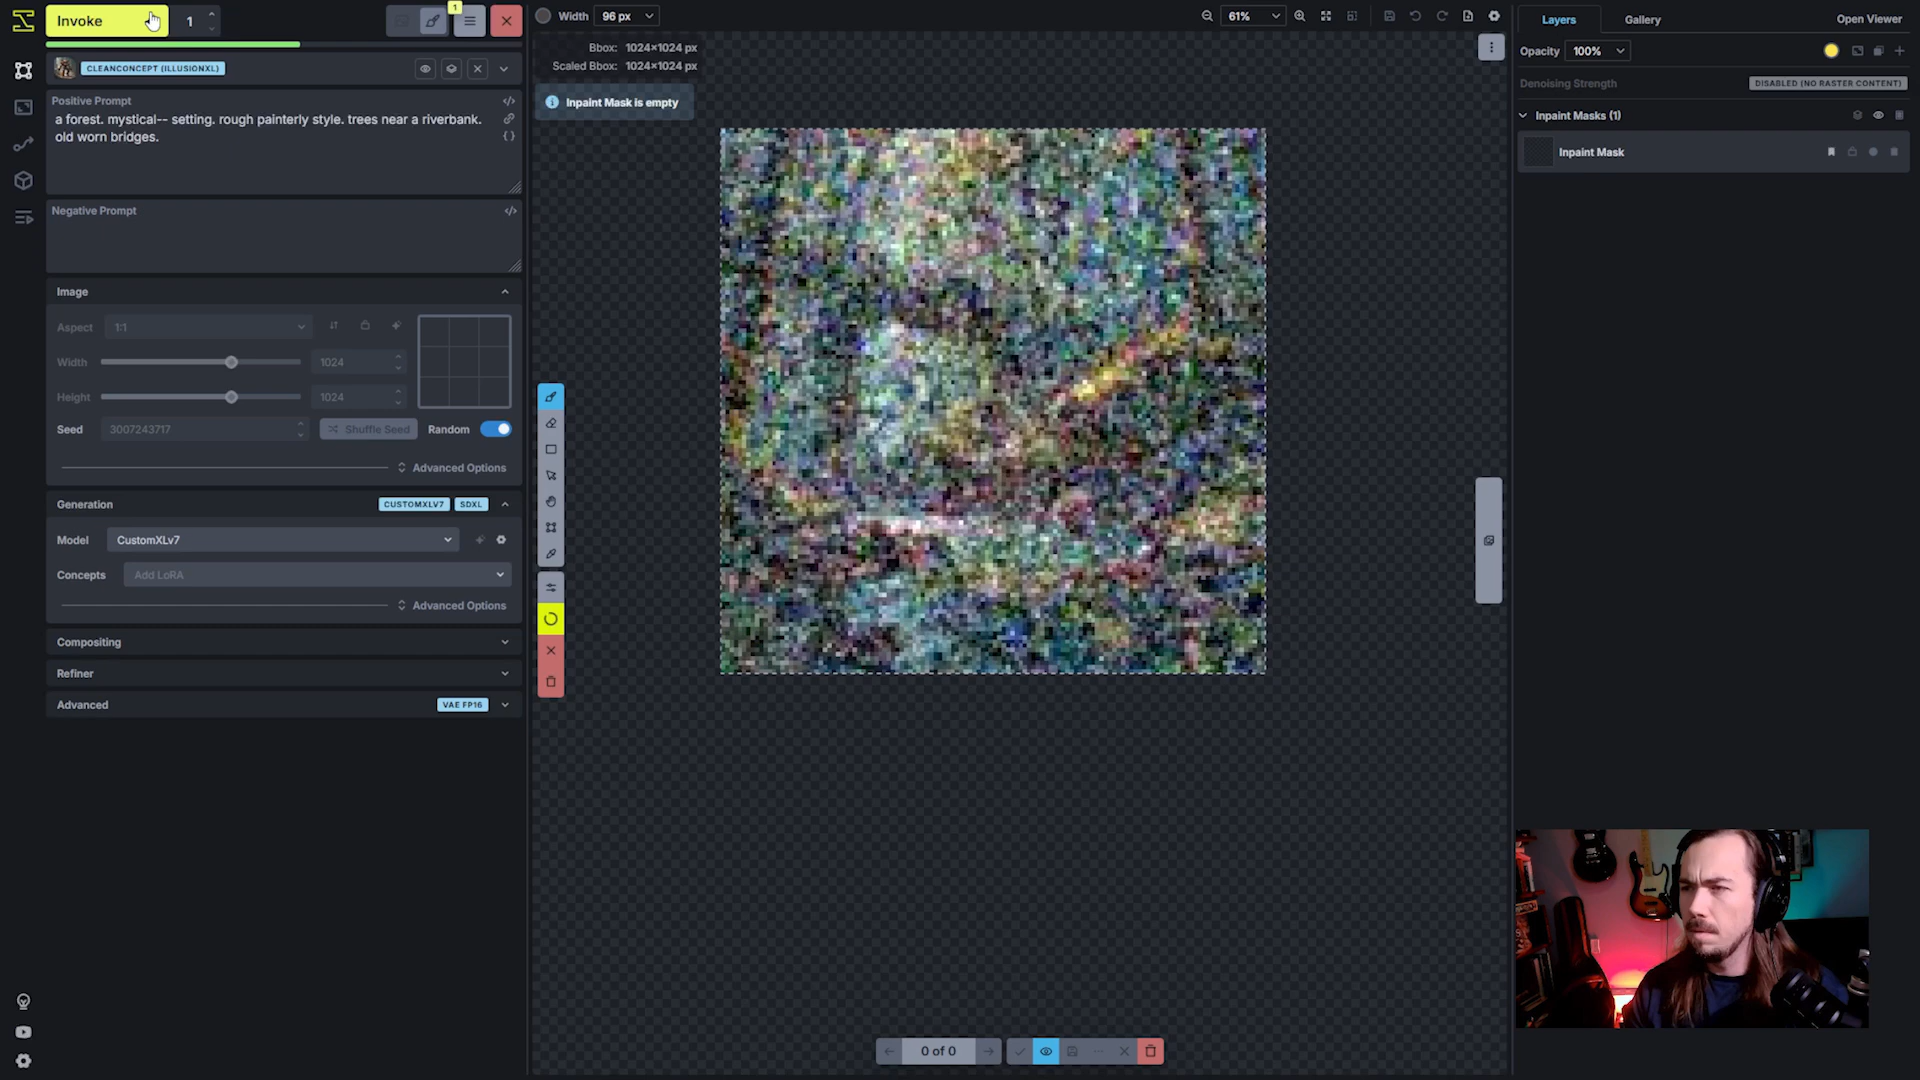 Invoke
1
1
CLEANCONCEPT (ILLUSIONXL)
Positive Prompt
a forest. mystical-- setting. rough painterly style. trees near a riverbank.
old worn bridges.
Negative Prompt
Image
Aspect
1:1
Width
1024
Height
1024
Seed
3007243717
Shuffle Seed
Random
Advanced Options
Generation
CUSTOMXLV7
SDXL
Model
CustomXLv7
Concepts
Add LoRA
Advanced Options
Compositing
Refiner
Advanced
VAE FP16
Width
96 px
61%
Bbox: 1024×1024 px
Scaled Bbox: 1024×1024 px
Inpaint Mask is empty
0 of 0
Layers
Gallery
Open Viewer
Opacity
100%
Denoising Strength
DISABLED (NO RASTER CONTENT)
Inpaint Masks (1)
Inpaint Mask